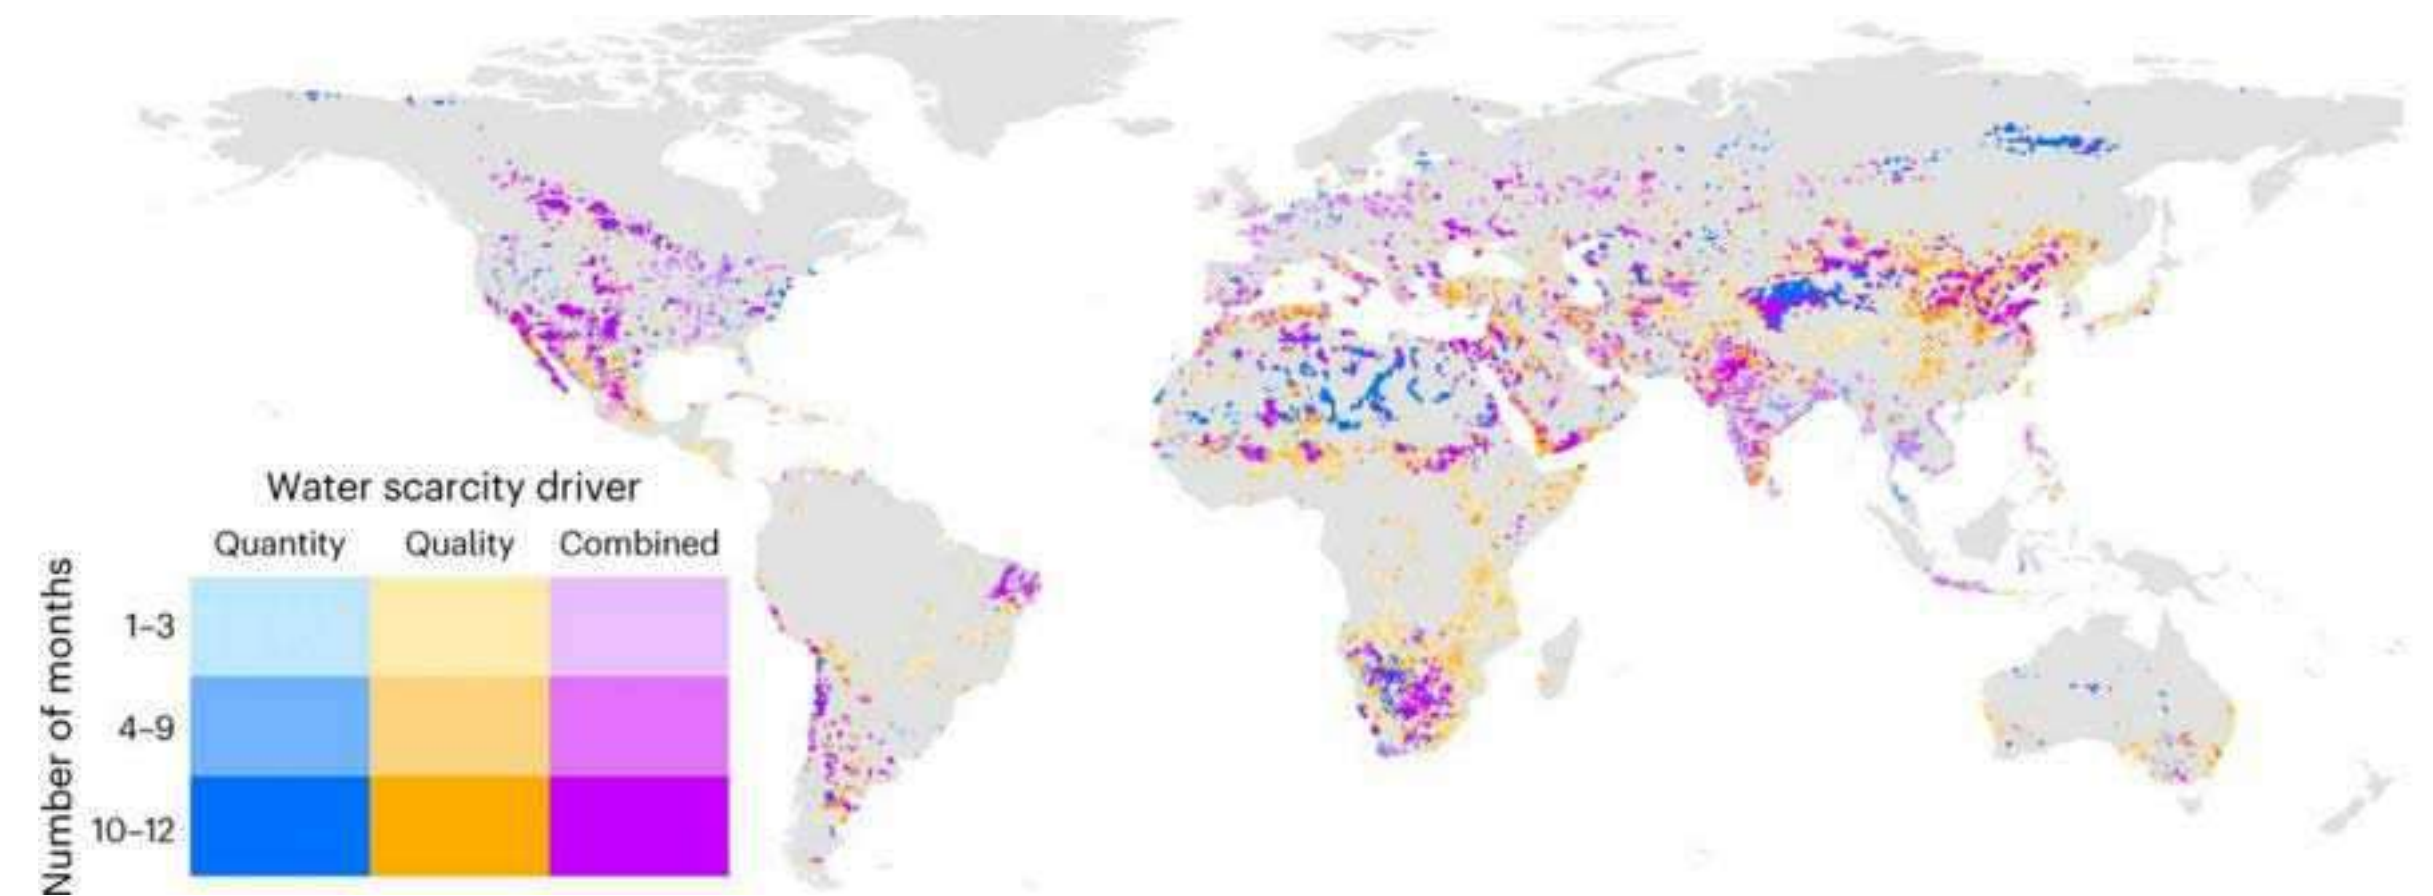 Water scarcity driver
Quantity Quality Combined
Number of months
1–3
4–9
10–12